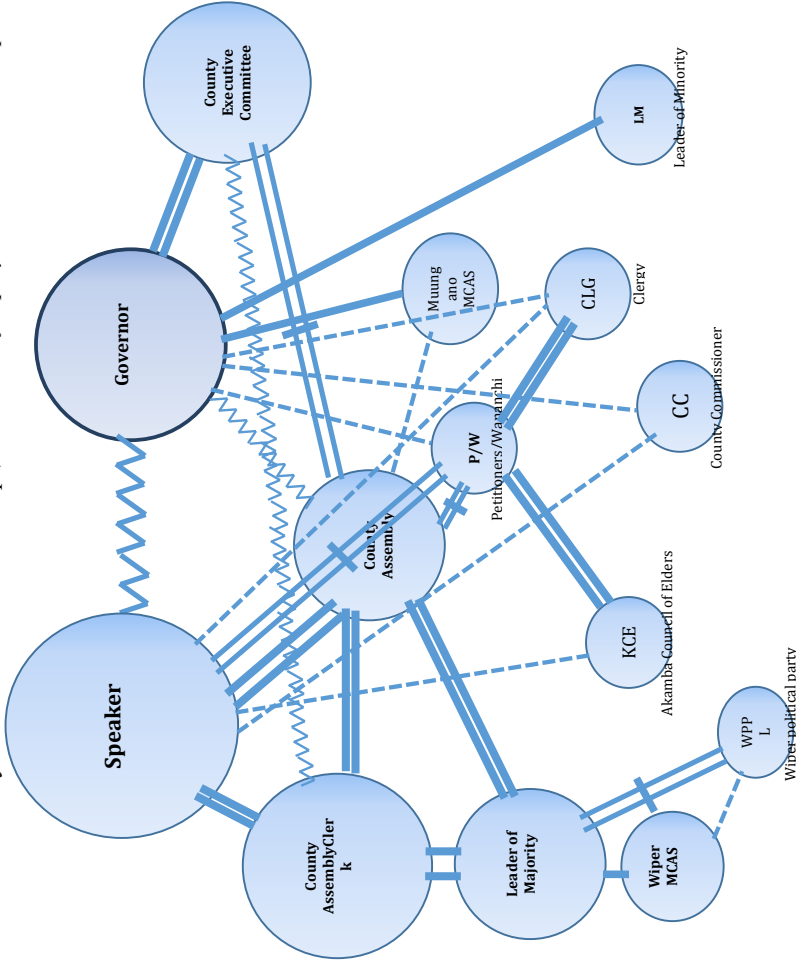 County
Executive
Committee
LM
Leader of Minority
Governor
Muung
ano
MCAS
CLG
Clergy
CC
County Commissioner
P/W
Petitioners/Wananchi
County
Assembly
Speaker
KCE
Akamba Council of Elders
WPP
L
Wiper political party
County
AssemblyCler
k
Leader of
Majority
Wiper
MCAS